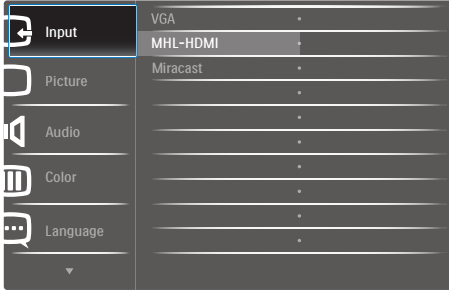 Input
Picture
Audio
Color
Language
VGA
MHL-HDMI
Miracast